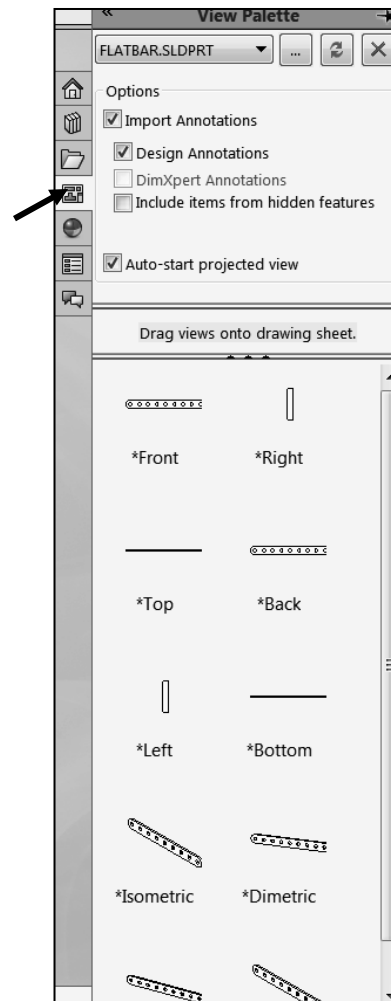 View Palette
FLATBAR.SLDPRT
...
Options
Import Annotations
Design Annotations
DimXpert Annotations
Include items from hidden features
Auto-start projected view
Drag views onto drawing sheet.
*Front *Right
*Top *Back
*Left *Bottom
*Isometric *Dimetric